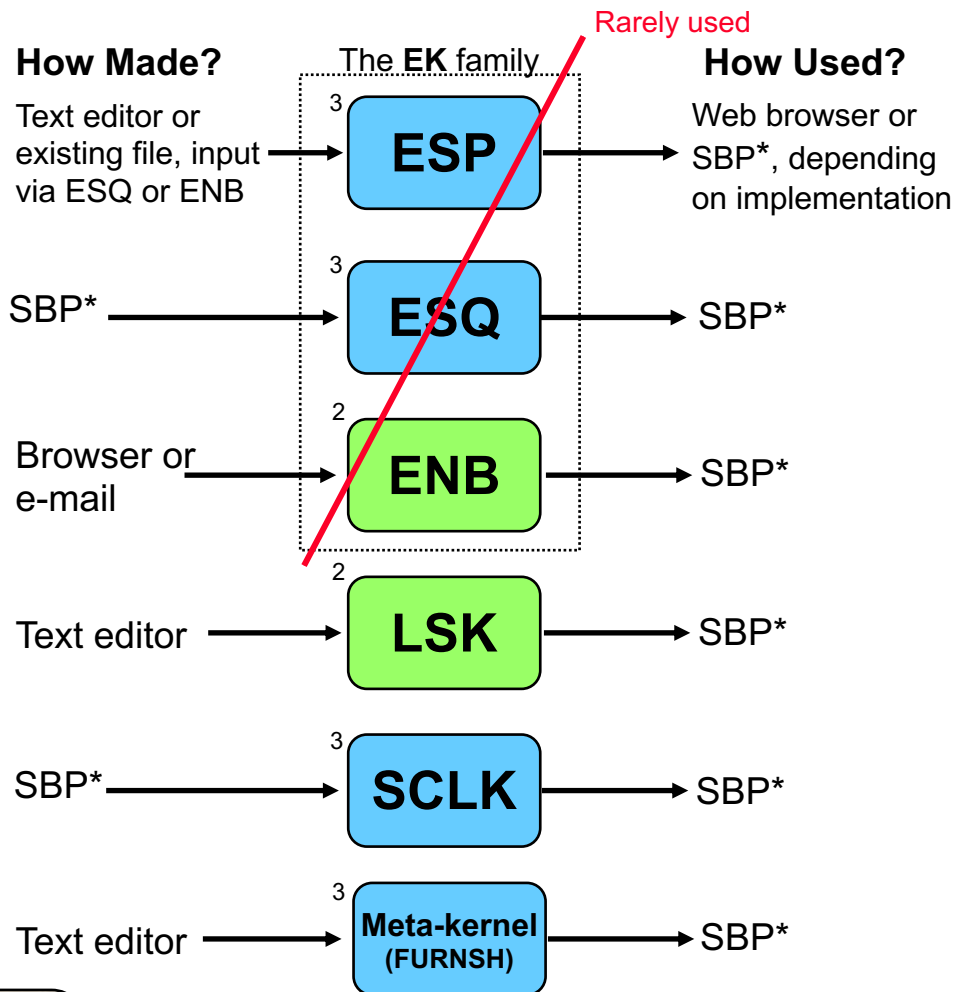 Rarely used
How Made?
The EK family
How Used?
Text editor or
existing file, input
via ESQ or ENB
3
ESP
Web browser or
SBP*, depending
on implementation
SBP*
3
ESQ
SBP*
Browser or
e-mail
2
ENB
SBP*
Text editor
2
LSK
SBP*
SBP*
3
SCLK
SBP*
Text editor
3
Meta-kernel
(FURNSH)
SBP*